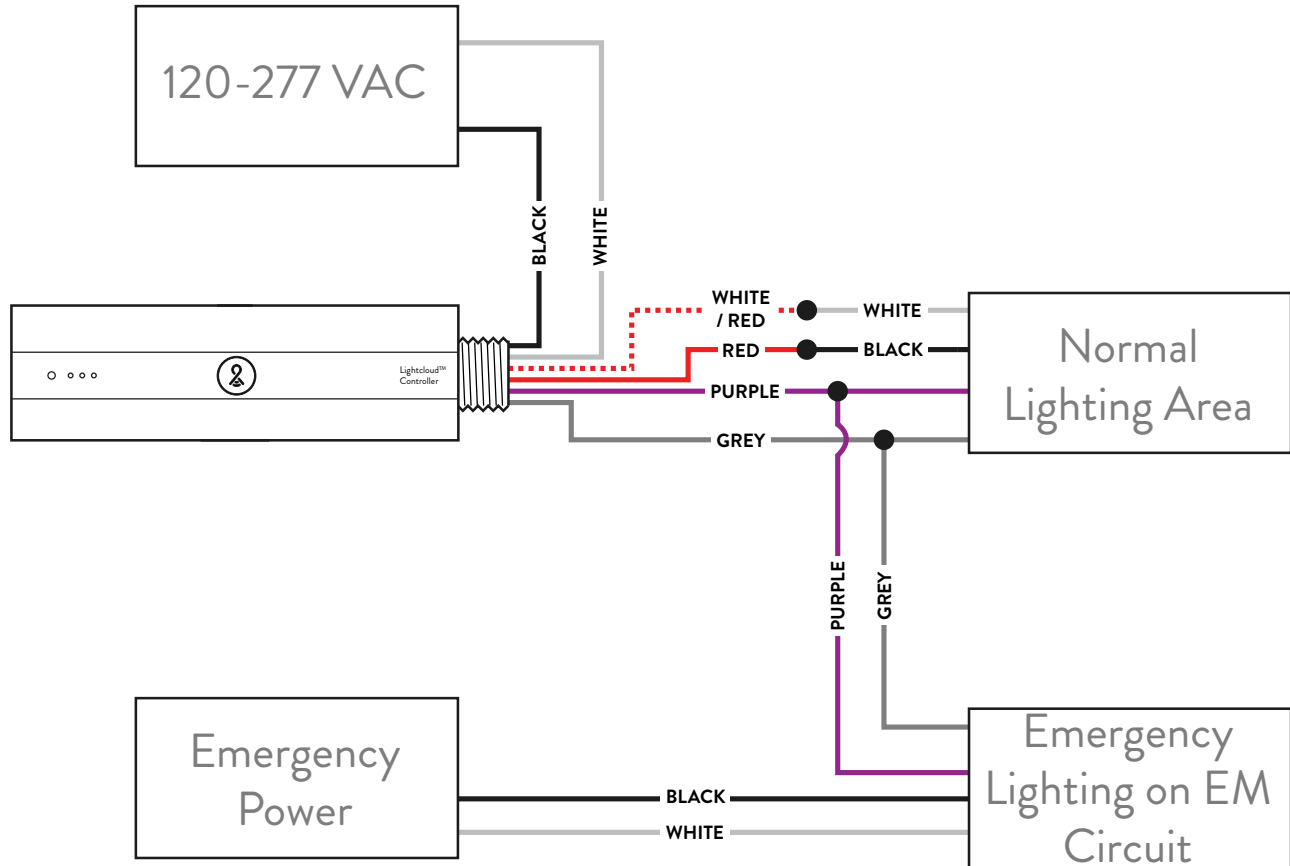 120-277 VAC
BLACK
WHITE
WHITE
/ RED
WHITE
RED
BLACK
Lightcloud™
Controller
PURPLE
GREY
Normal
Lighting Area
PURPLE
GREY
Emergency
Power
BLACK
WHITE
Emergency
Lighting on EM
Circuit